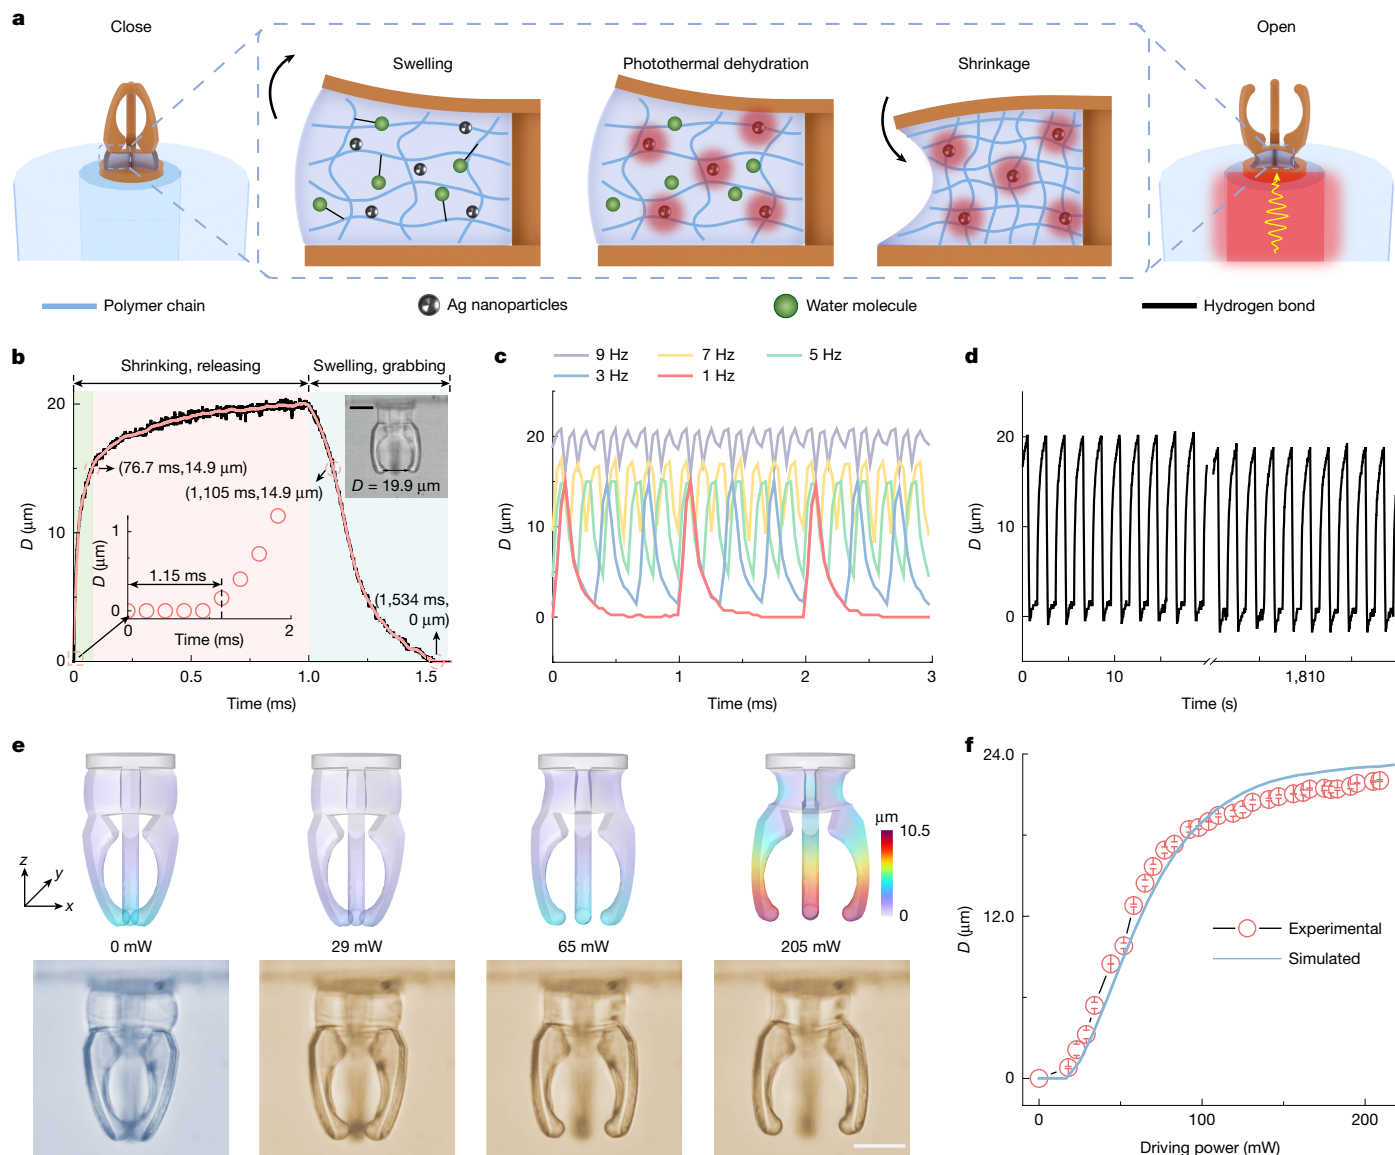 a
Close
Open
Swelling
Photothermal dehydration
Shrinkage
Polymer chain
Ag nanoparticles
Water molecule
Hydrogen bond
b
Shrinking, releasing
Swelling, grabbing
20
10
0
D (μm)
(76.7 ms,14.9 μm)
(1,105 ms,14.9 μm)
D = 19.9 μm
1
0
D (μm)
1.15 ms
0
2
Time (ms)
(1,534 ms,
0 μm)
0
0.5
1.0
1.5
Time (ms)
c
9 Hz
7 Hz
5 Hz
3 Hz
1 Hz
20
10
0
D (μm)
0
1
2
3
Time (ms)
d
20
10
0
D (μm)
0
10
1,810
Time (s)
e
z
y
x
μm
10.5
0
0 mW
29 mW
65 mW
205 mW
f
24.0
12.0
0
D (μm)
Experimental
Simulated
0
100
200
Driving power (mW)